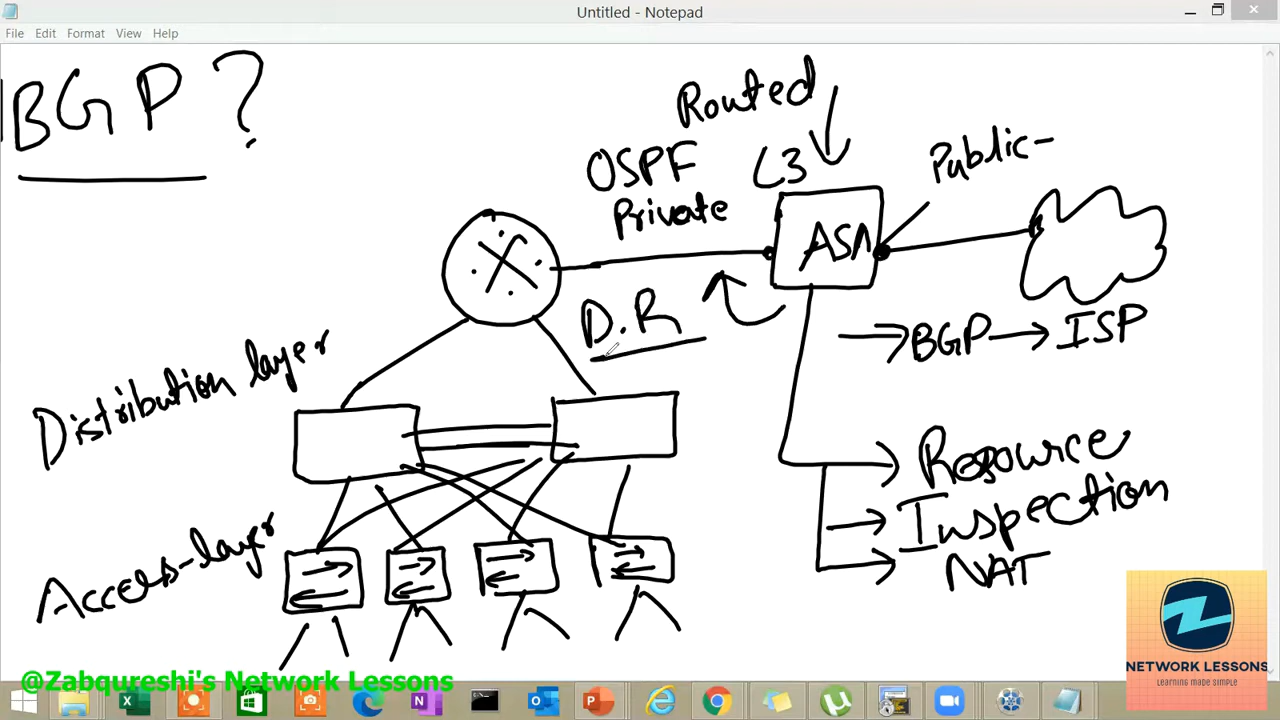 Untitled - Notepad
File Edit Format View Help
BGP?
Routed
OSPF L3
Private
Public-
ASA
D.R
BGP → ISP
Distribution layer
Resource
Inspection
NAT
Access-layer
NETWORK LESSONS
Learning made simple
@Zabqureshi's Network Lessons